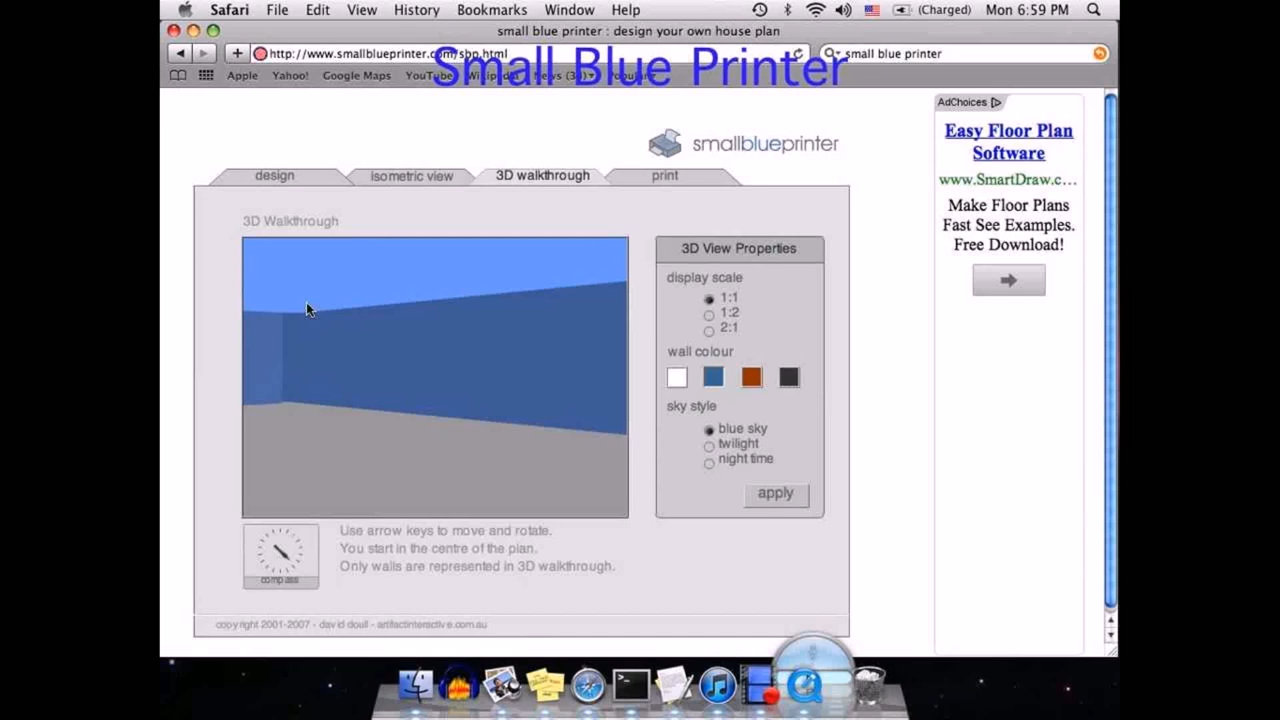 Safari File Edit View History Bookmarks Window Help (Charged) Mon 6:59 PM
small blue printer : design your own house plan
http://www.smallblueprinter.com/sbp.html small blue printer
Small Blue Printer
Apple Yahoo! Google Maps YouTube Wikipedia News
AdChoices
Easy Floor Plan
Software
www.SmartDraw.c…
Make Floor Plans
Fast See Examples.
Free Download!
smallblueprinter
design isometric view 3D walkthrough print
3D Walkthrough
3D View Properties
display scale
1:1
1:2
2:1
wall colour
sky style
blue sky
twilight
night time
apply
compass
Use arrow keys to move and rotate.
You start in the centre of the plan.
Only walls are represented in 3D walkthrough.
copyright 2001-2007 - david doull - artifactinteractive.com.au